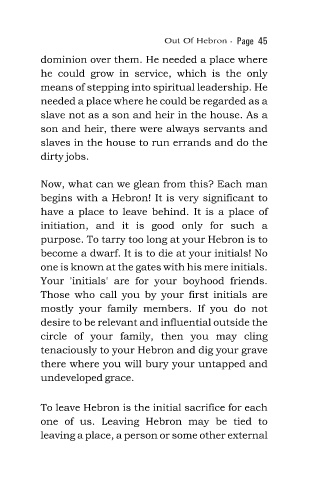 Out Of Hebron - Page 45
dominion over them. He needed a place where
he could grow in service, which is the only
means of stepping into spiritual leadership. He
needed a place where he could be regarded as a
slave not as a son and heir in the house. As a
son and heir, there were always servants and
slaves in the house to run errands and do the
dirty jobs.

Now, what can we glean from this? Each man
begins with a Hebron! It is very significant to
have a place to leave behind. It is a place of
initiation, and it is good only for such a
purpose. To tarry too long at your Hebron is to
become a dwarf. It is to die at your initials! No
one is known at the gates with his mere initials.
Your 'initials' are for your boyhood friends.
Those who call you by your first initials are
mostly your family members. If you do not
desire to be relevant and influential outside the
circle of your family, then you may cling
tenaciously to your Hebron and dig your grave
there where you will bury your untapped and
undeveloped grace.

To leave Hebron is the initial sacrifice for each
one of us. Leaving Hebron may be tied to
leaving a place, a person or some other external